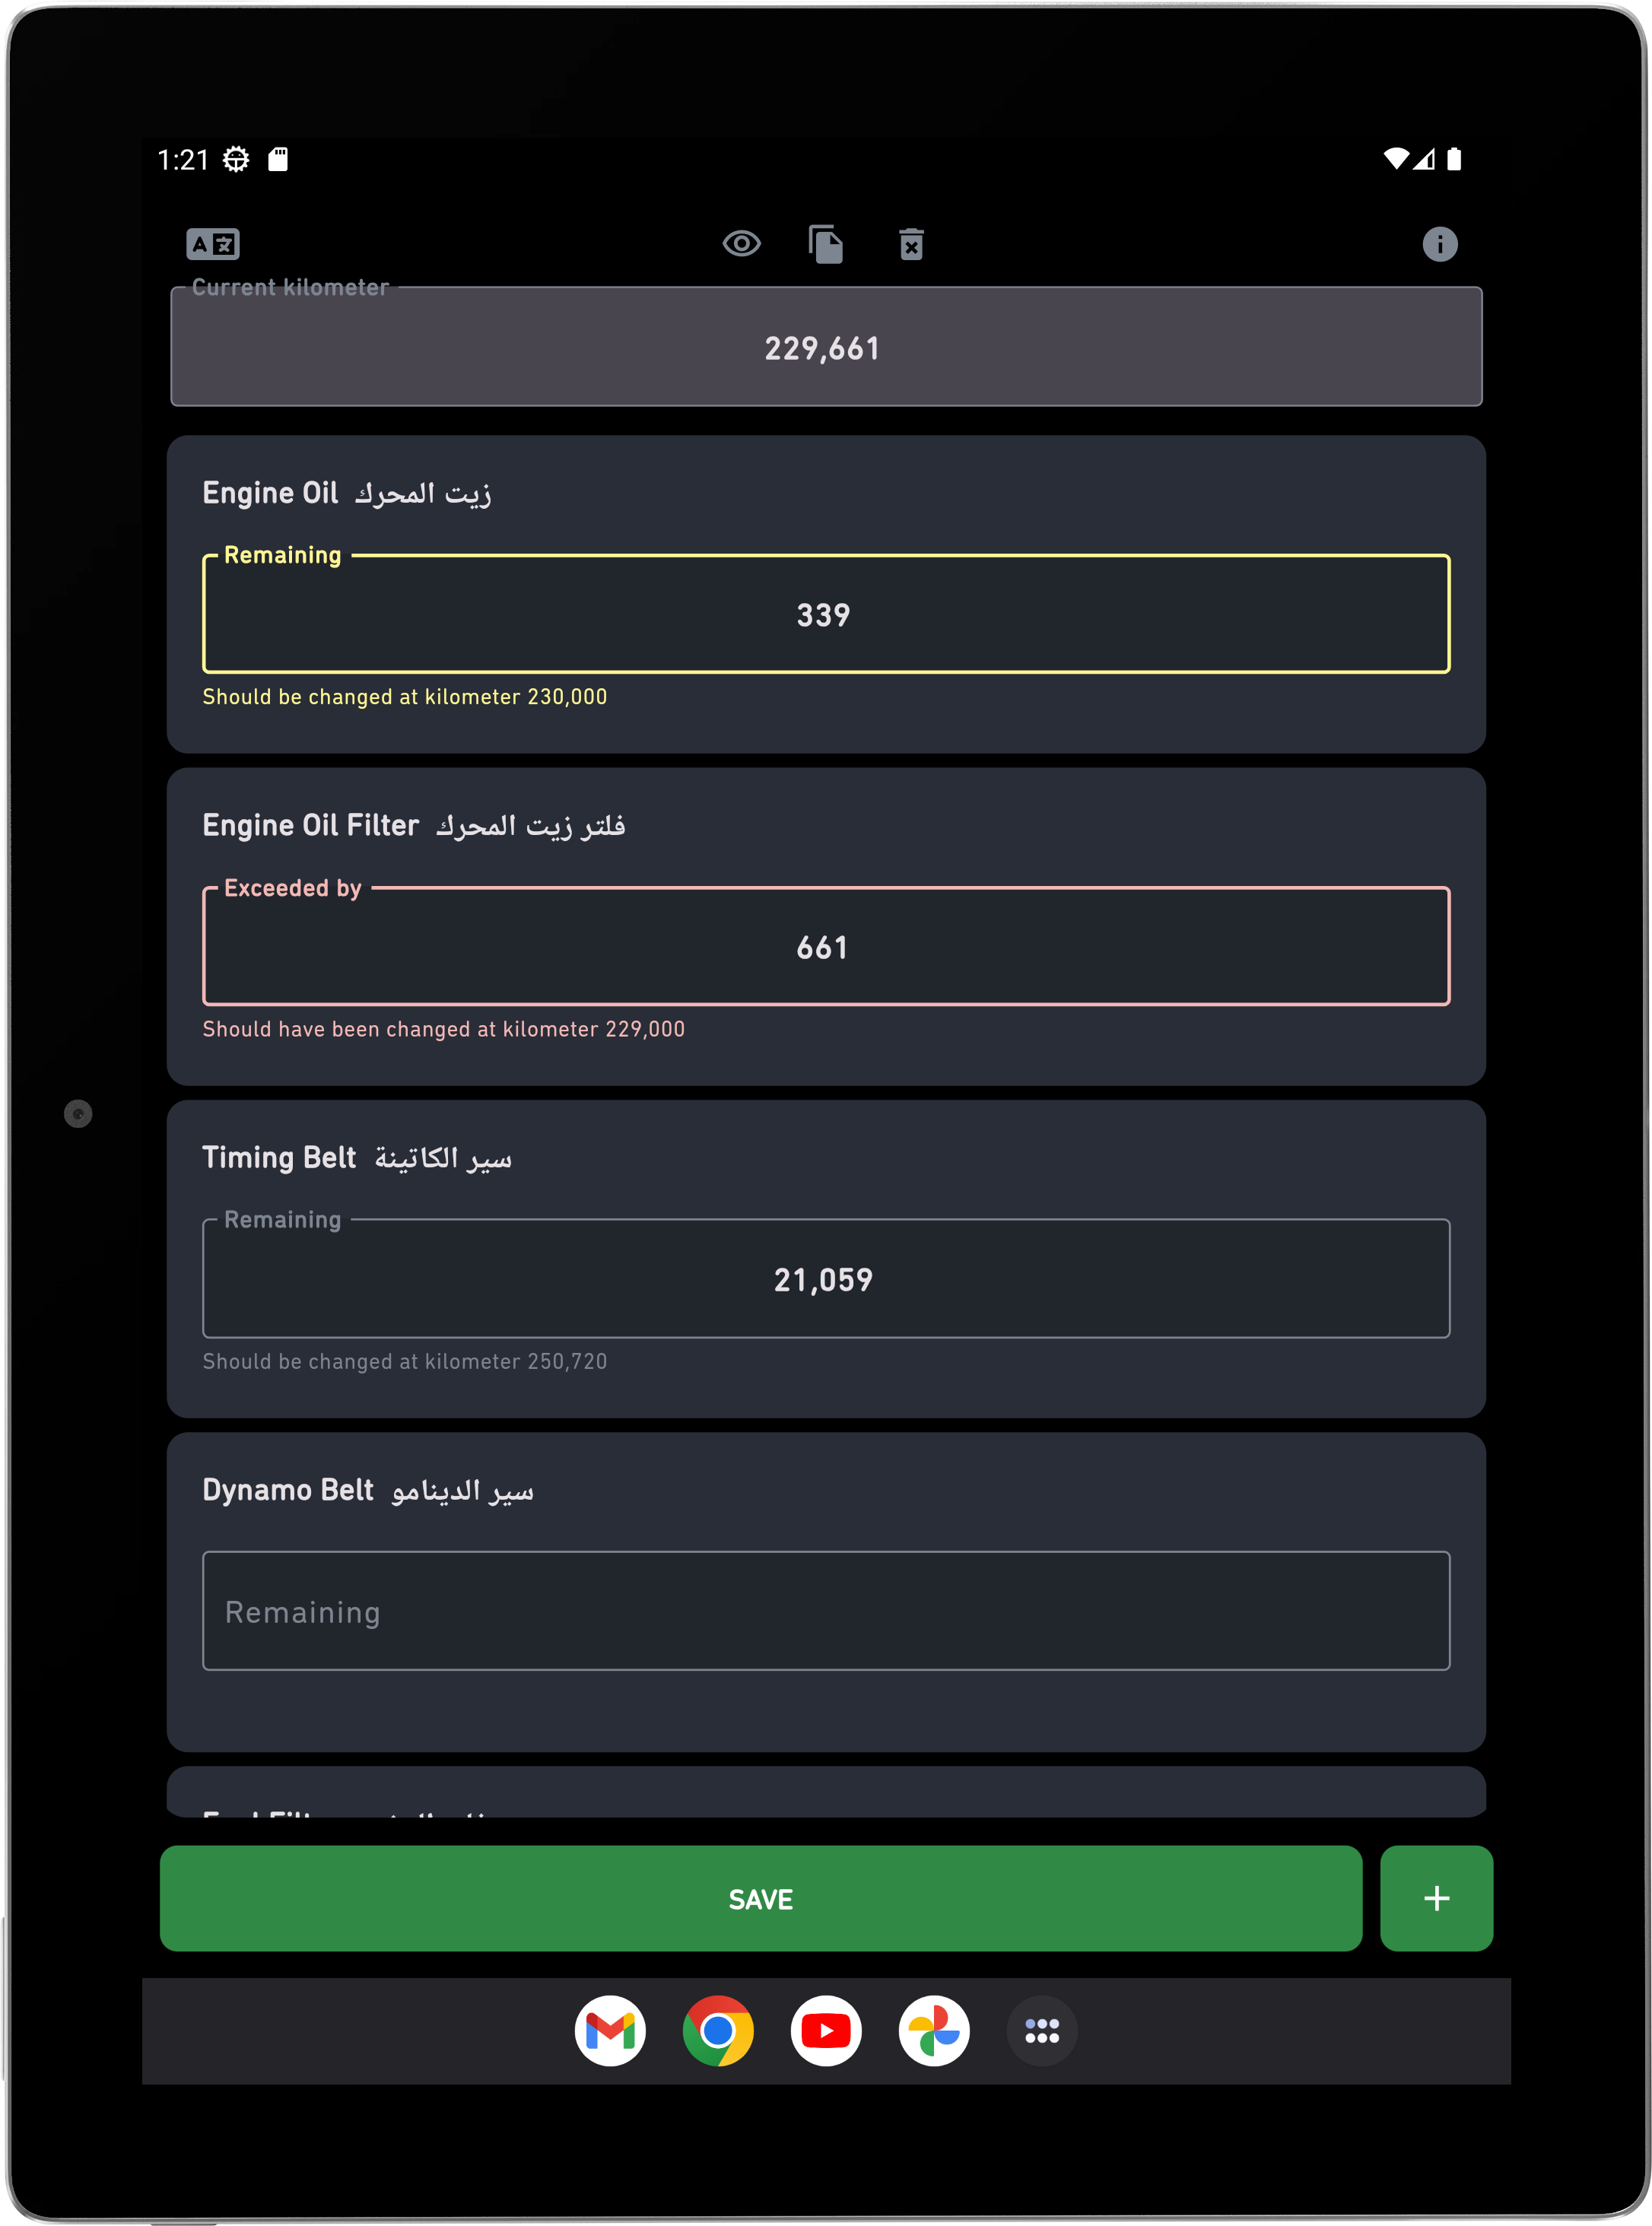 1:21
Current kilometer
229,661
Engine Oil زيت المحرك
Remaining
339
Should be changed at kilometer 230,000
Engine Oil Filter فلتر زيت المحرك
Exceeded by
661
Should have been changed at kilometer 229,000
Timing Belt سير الكاتينة
Remaining
21,059
Should be changed at kilometer 250,720
Dynamo Belt سير الدينامو
Remaining
SAVE
+